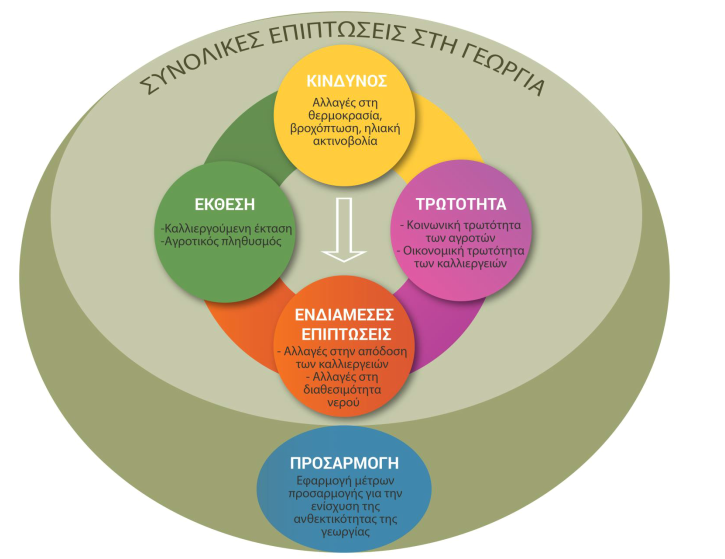 ΣΥΝΟΛΙΚΕΣ ΕΠΙΠΤΩΣΕΙΣ ΣΤΗ ΓΕΩΡΓΙΑ
ΚΙΝΔΥΝΟΣ
Αλλαγές στη
θερμοκρασία,
βροχόπτωση, ηλιακή
ακτινοβολία
ΕΚΘΕΣΗ
-Καλλιεργούμενη έκταση
-Αγροτικός πληθυσμός
ΤΡΩΤΟΤΗΤΑ
- Κοινωνική τρωτότητα
των αγροτών
- Οικονομική τρωτότητα
των καλλιεργειών
ΕΝΔΙΑΜΕΣΕΣ
ΕΠΙΠΤΩΣΕΙΣ
- Αλλαγές στην απόδοση
των καλλιεργειών
- Αλλαγές στη
διαθεσιμότητα
νερού
ΠΡΟΣΑΡΜΟΓΗ
Εφαρμογή μέτρων
προσαρμογής για την
ενίσχυση της
ανθεκτικότητας της
γεωργίας